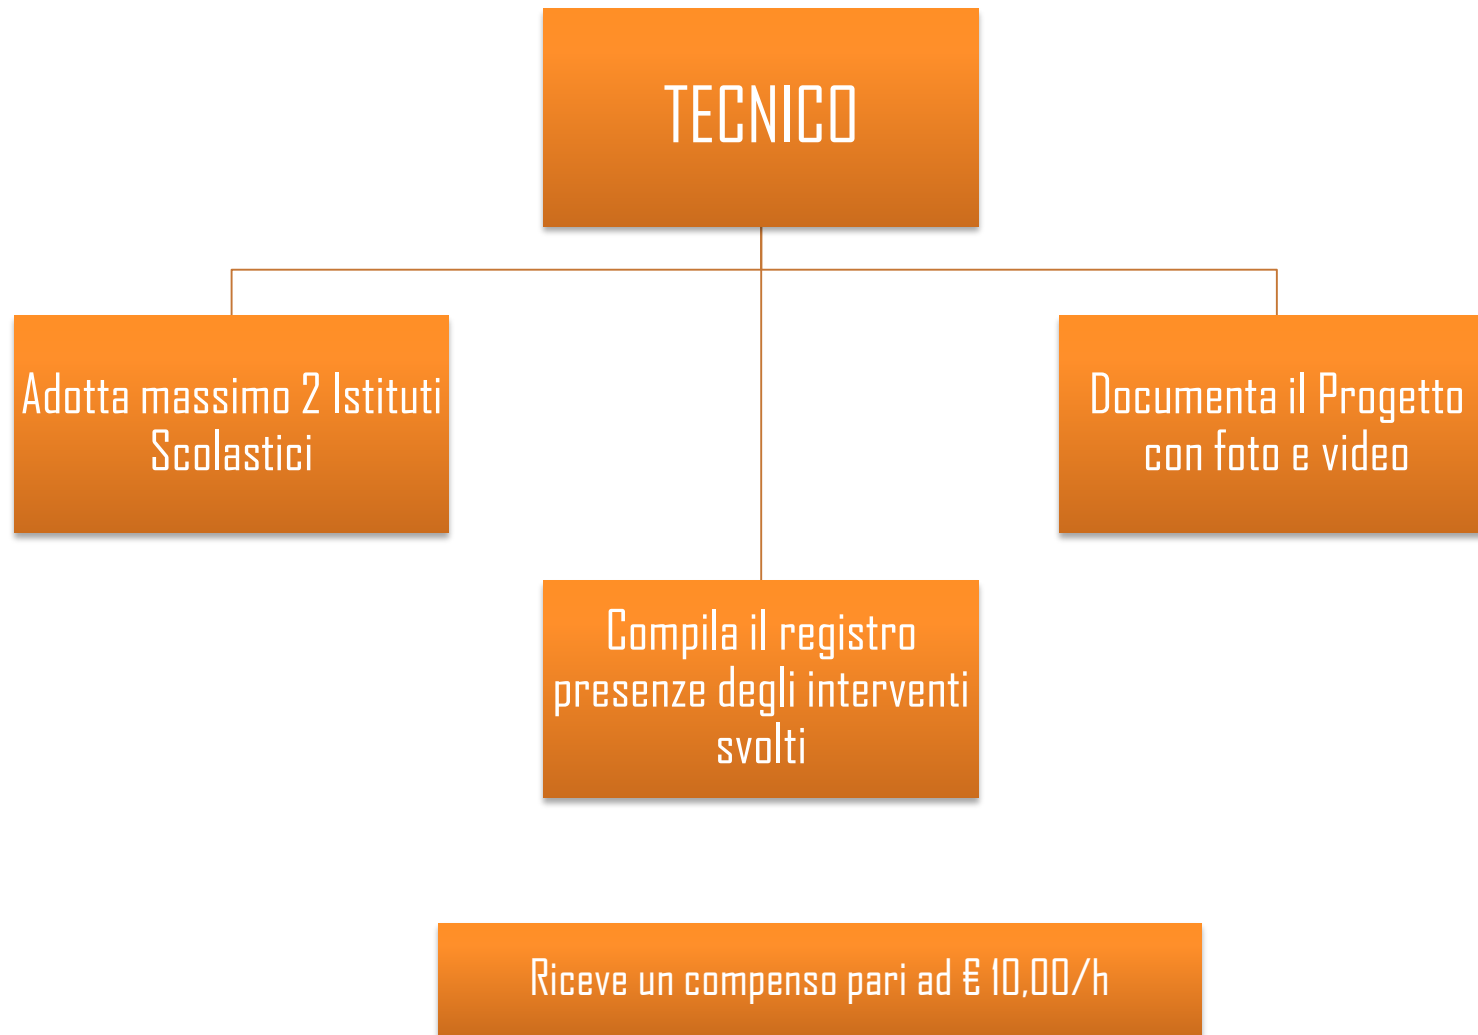 TECNICO
Adotta massimo 2 Istituti
Scolastici
Documenta il Progetto
con foto e video
Compila il registro
presenze degli interventi
svolti
Riceve un compenso pari ad € 10,00/h